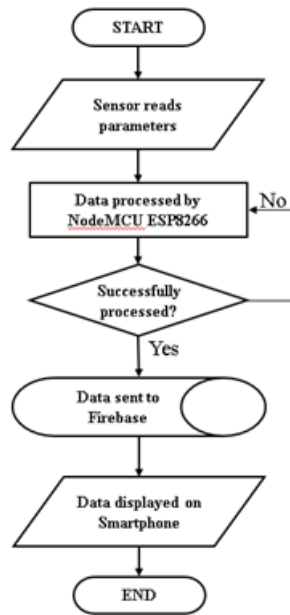 START
Sensor reads
parameters
Data processed by
NodeMCU ESP8266
No
Successfully
processed?
Yes
Data sent to
Firebase
Data displayed on
Smartphone
END